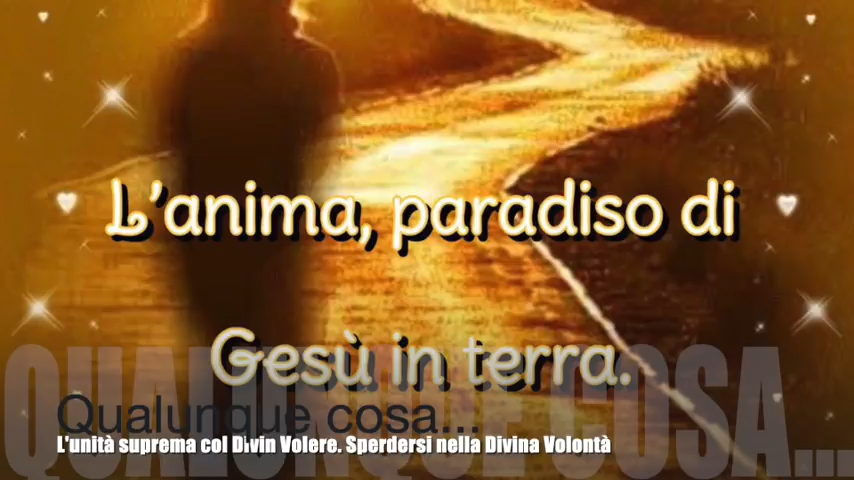 L'anima, paradiso di
Gesù in terra.
QUALUNQUE COSA...
Qualunque cosa...
L'unità suprema col Divin Volere. Sperdersi nella Divina Volontà